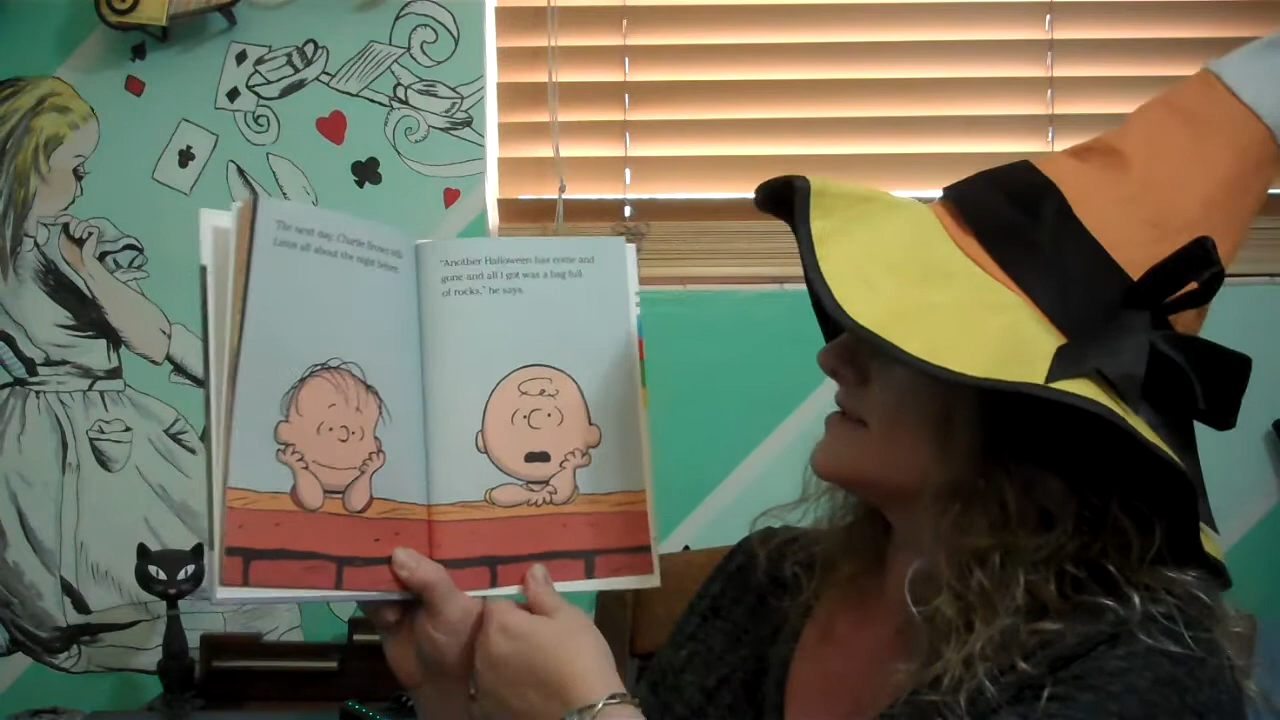 The next day, Charlie Brown tells
Linus all about the night before.
"Another Halloween has come and
gone and all I got was a bag full
of rocks," he says.